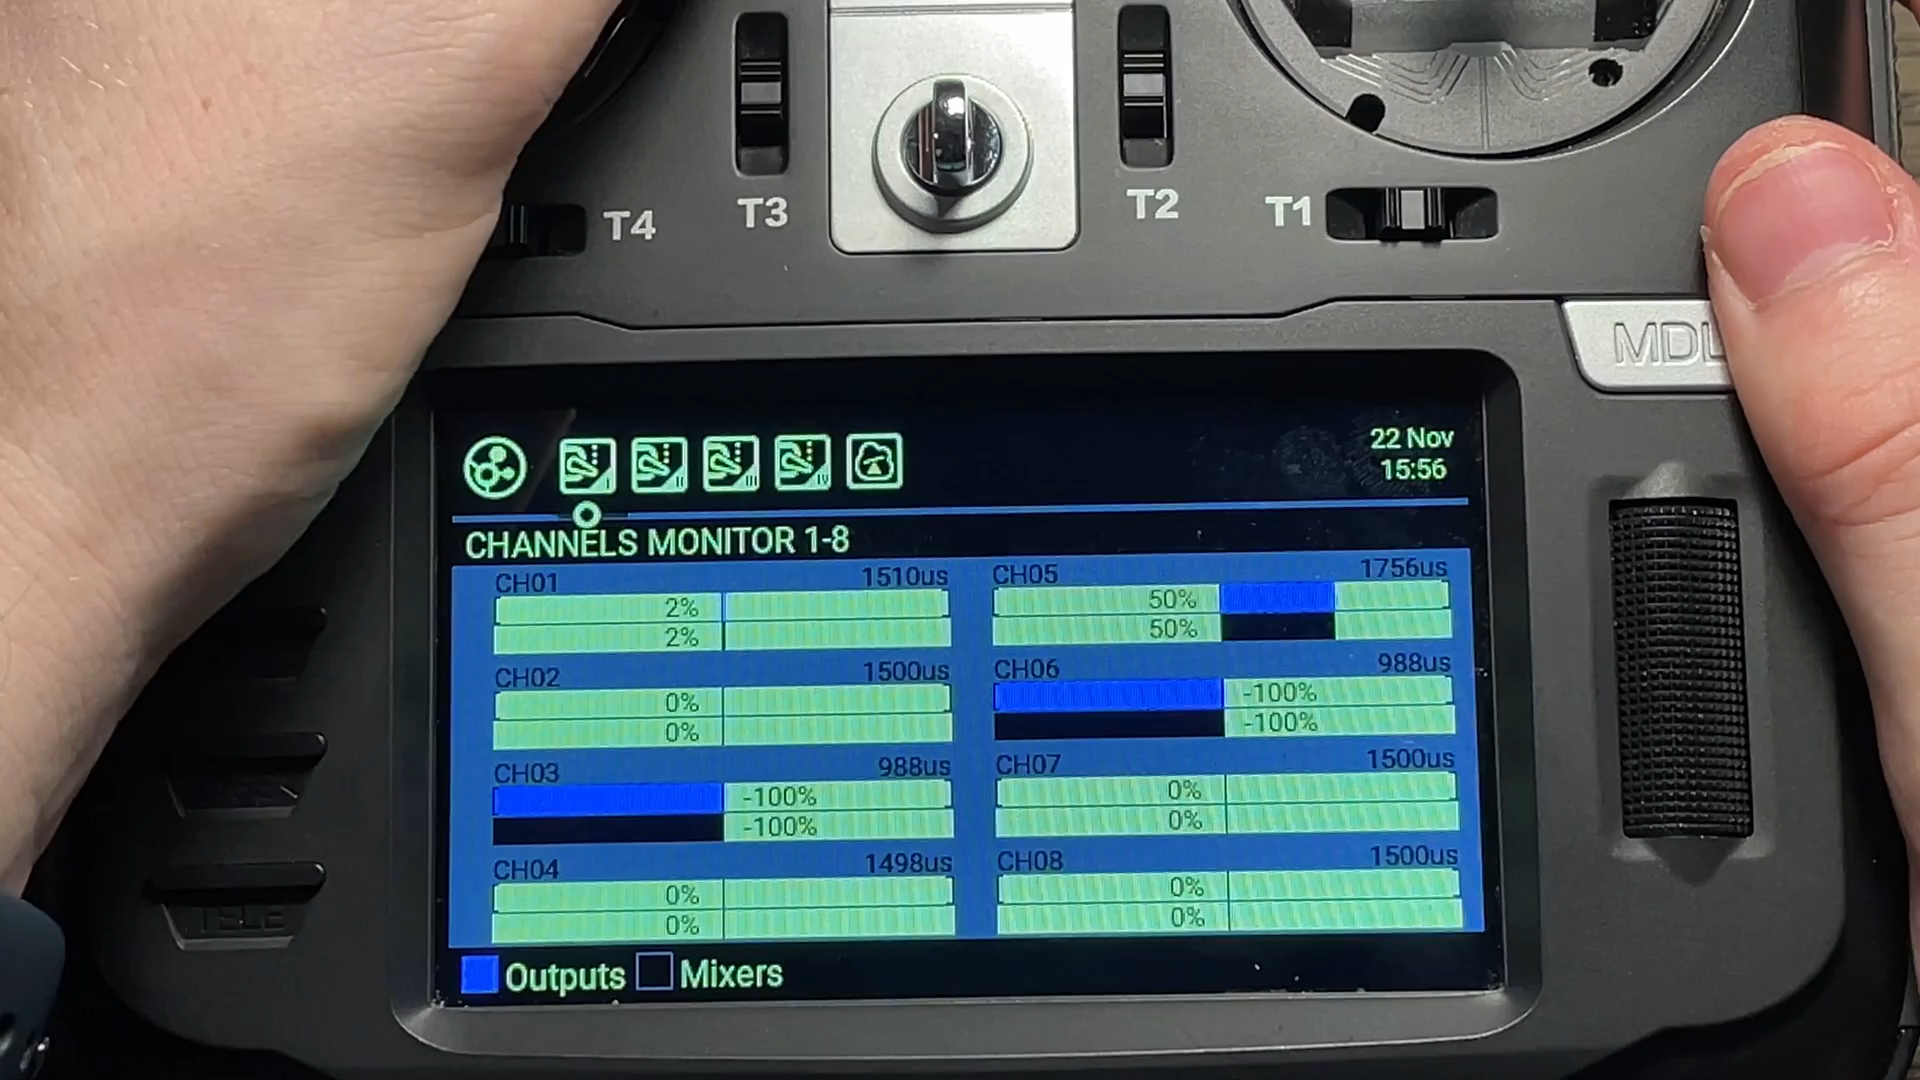 T4
T3
T2
T1
MDL
22 Nov
15:56
CHANNELS MONITOR 1-8
CH01 1510us
2%
2%
CH02 1500us
0%
0%
CH03 988us
-100%
-100%
CH04 1498us
0%
0%
CH05 1756us
50%
50%
CH06 988us
-100%
-100%
CH07 1500us
0%
0%
CH08 1500us
0%
0%
Outputs Mixers
TELE